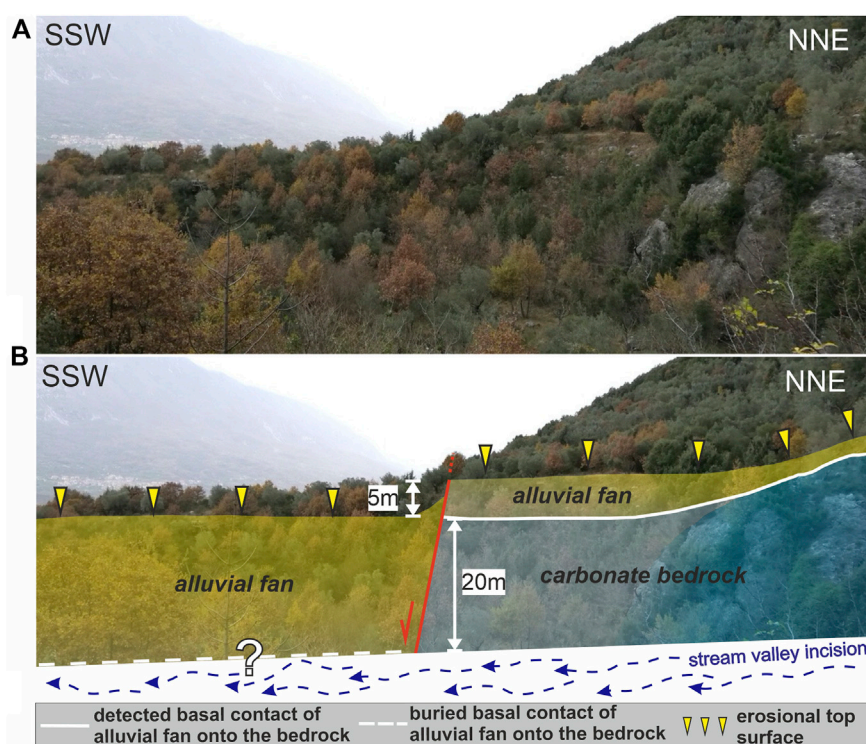 A
SSW
NNE
B
SSW
NNE
5m
alluvial fan
alluvial fan
20m
carbonate bedrock
?
stream valley incision
detected basal contact of
alluvial fan onto the bedrock
buried basal contact of
alluvial fan onto the bedrock
erosional top
surface